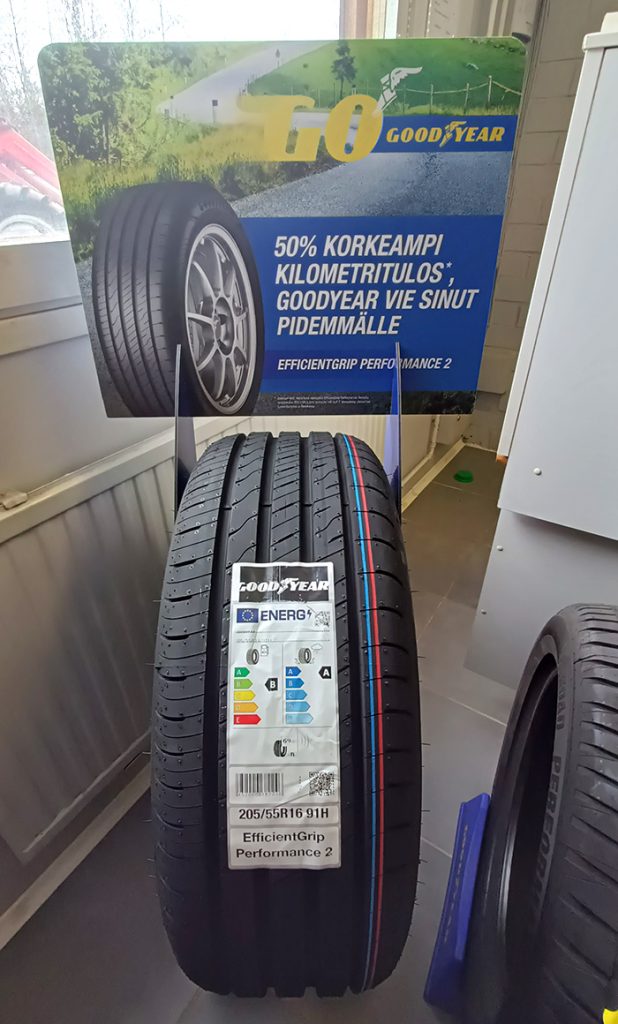 GO GOODYEAR
50% KORKEAMPI
KILOMETRITULOS*,
GOODYEAR VIE SINUT
PIDEMMÄLLE
EFFICIENTGRIP PERFORMANCE 2
GOODYEAR
ENERG
A A
B B
B A
C C
D D
E E
205/55R16 91H
EfficientGrip
Performance 2